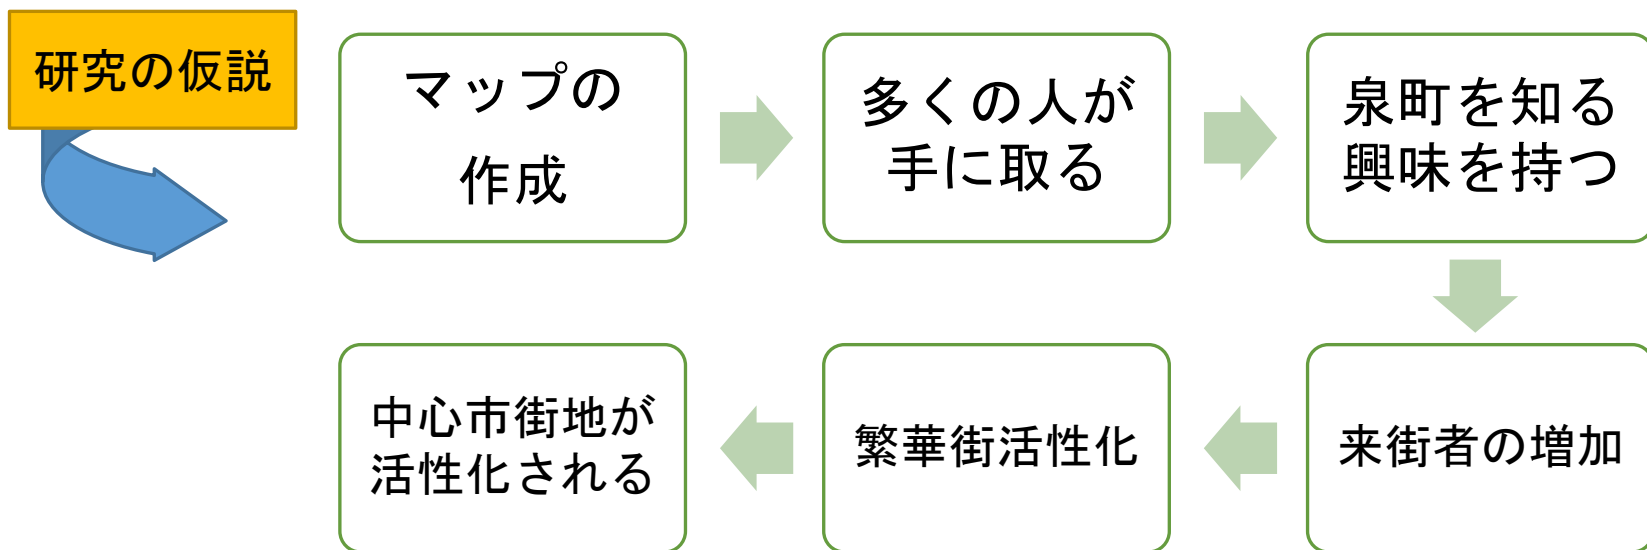 研究の仮説
マップの
作成
多くの人が
手に取る
泉町を知る
興味を持つ
来街者の増加
繁華街活性化
中心市街地が
活性化される